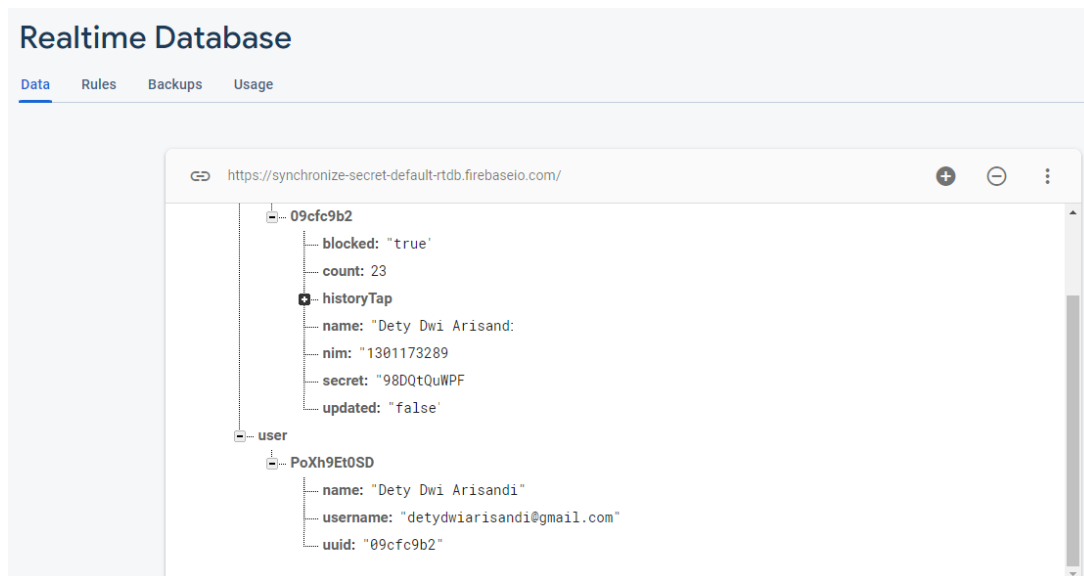 Realtime Database
Data Rules Backups Usage
https://synchronize-secret-default-rtdb.firebaseio.com/
09cfc9b2
blocked: "true'
count: 23
historyTap
name: "Dety Dwi Arisand:
nim: "1301173289
secret: "98DQtQuWPF
updated: "false'
user
PoXh9Et0SD
name: "Dety Dwi Arisandi"
username: "detydwiarisandi@gmail.com"
uuid: "09cfc9b2"